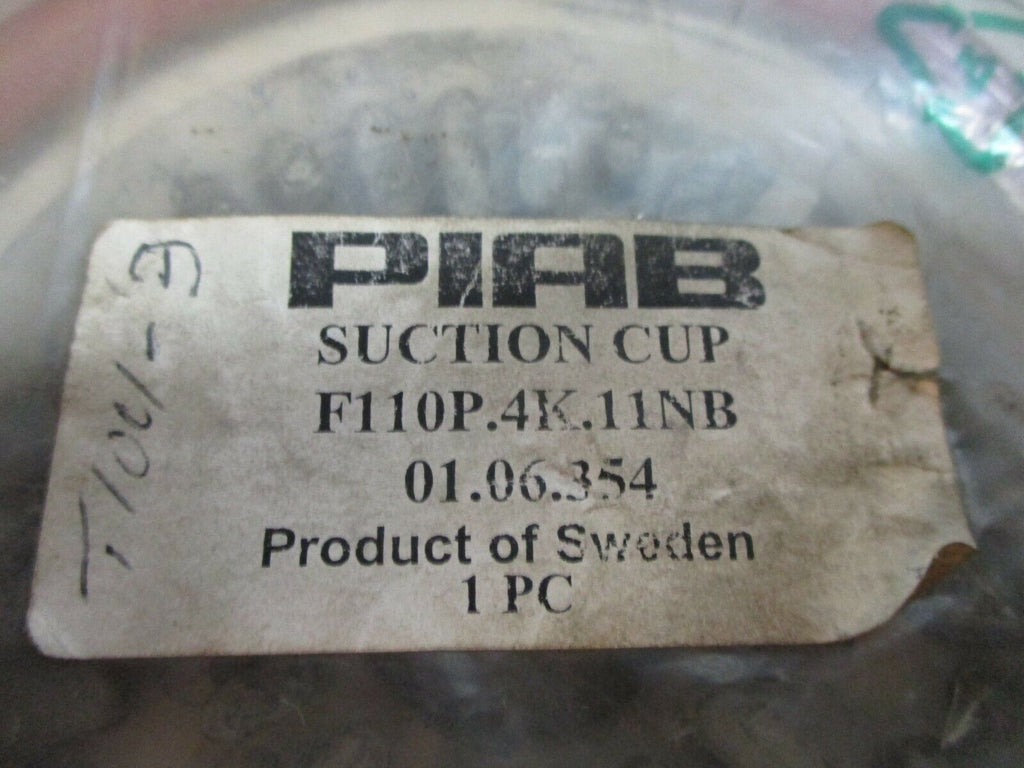 PIAB
SUCTION CUP
F110P.4K.11NB
01.06.354
Product of Sweden
1 PC